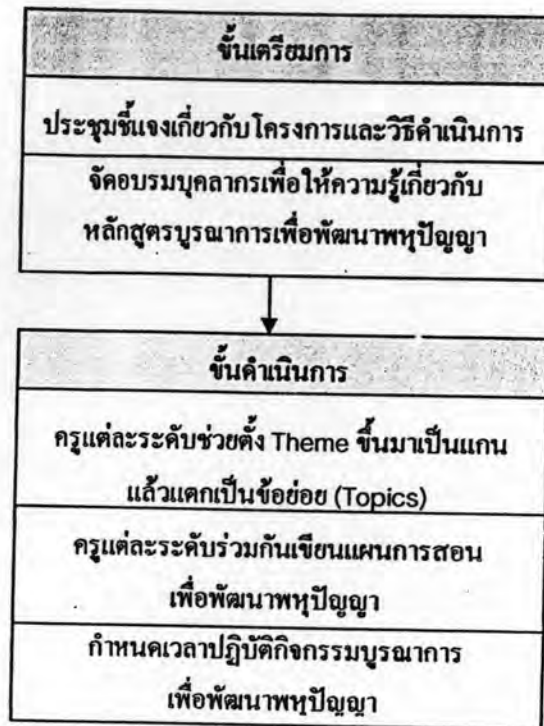 ขั้นเตรียมการ
ประชุมชี้แจงเกี่ยวกับโครงการและวิธีดำเนินการ
จัดอบรมบุคลากรเพื่อให้ความรู้เกี่ยวกับ
หลักสูตรบูรณาการเพื่อพัฒนาพหุปัญญา
ขั้นดำเนินการ
ครูแต่ละระดับช่วยตั้ง Theme ขึ้นมาเป็นแกน
แล้วแตกเป็นข้อย่อย (Topics)
ครูแต่ละระดับร่วมกันเขียนแผนการสอน
เพื่อพัฒนาพหุปัญญา
กำหนดเวลาปฏิบัติกิจกรรมบูรณาการ
เพื่อพัฒนาพหุปัญญา